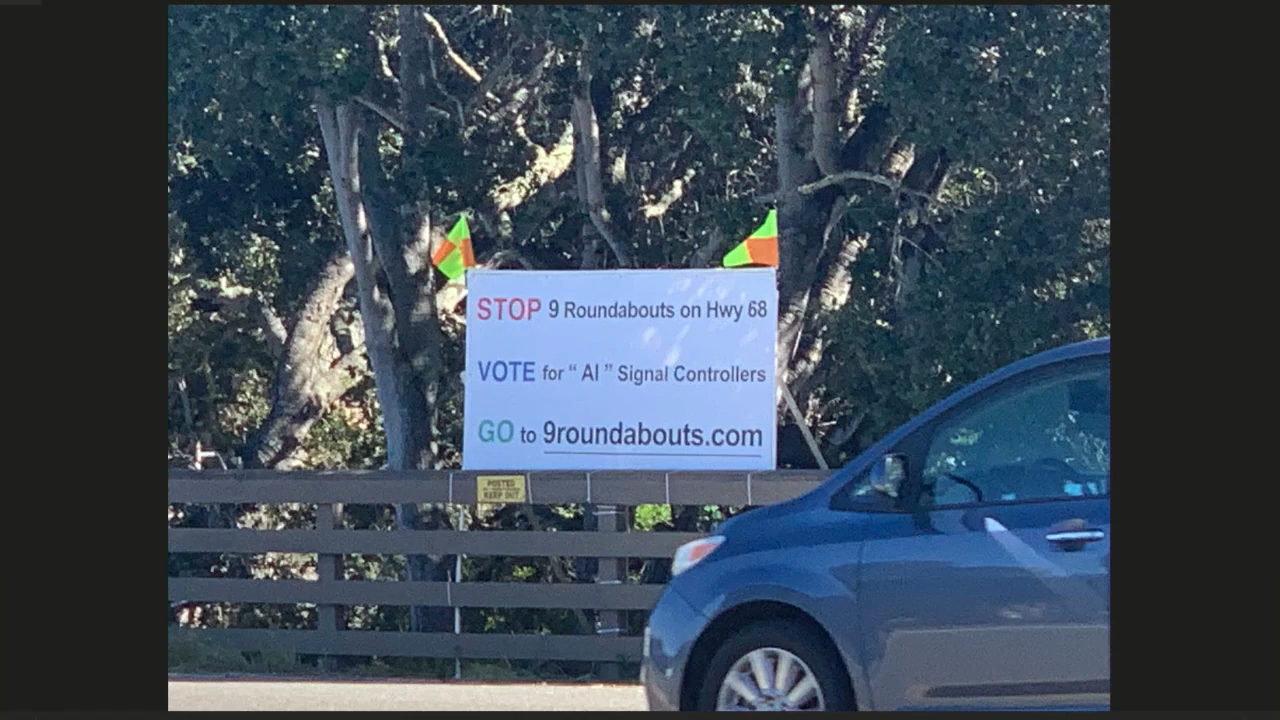 STOP 9 Roundabouts on Hwy 68
VOTE for “ AI ” Signal Controllers
GO to 9roundabouts.com
POSTED
KEEP OUT